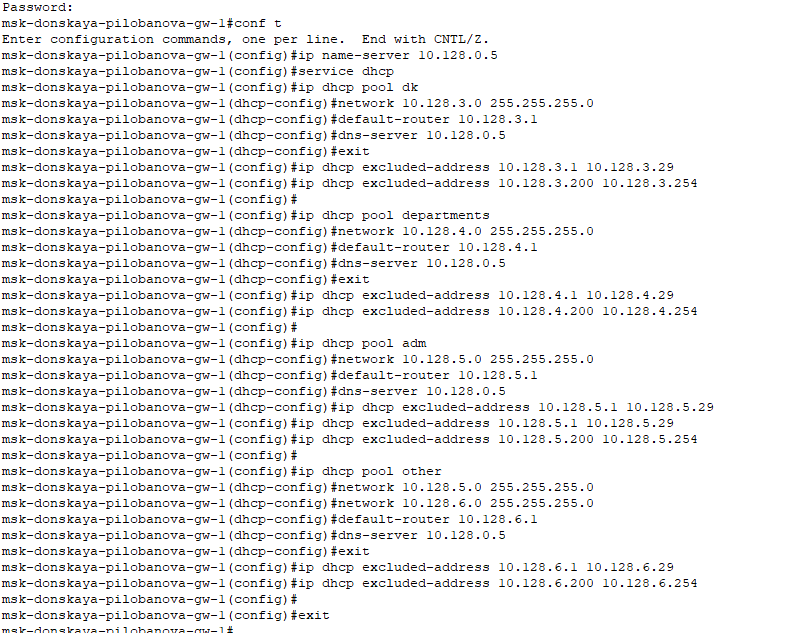 Password:
msk-donskaya-pilobanova-gw-1#conf t
Enter configuration commands, one per line.  End with CNTL/Z.
msk-donskaya-pilobanova-gw-1(config)#ip name-server 10.128.0.5
msk-donskaya-pilobanova-gw-1(config)#service dhcp
msk-donskaya-pilobanova-gw-1(config)#ip dhcp pool dk
msk-donskaya-pilobanova-gw-1(dhcp-config)#network 10.128.3.0 255.255.255.0
msk-donskaya-pilobanova-gw-1(dhcp-config)#default-router 10.128.3.1
msk-donskaya-pilobanova-gw-1(dhcp-config)#dns-server 10.128.0.5
msk-donskaya-pilobanova-gw-1(dhcp-config)#exit
msk-donskaya-pilobanova-gw-1(config)#ip dhcp excluded-address 10.128.3.1 10.128.3.29
msk-donskaya-pilobanova-gw-1(config)#ip dhcp excluded-address 10.128.3.200 10.128.3.254
msk-donskaya-pilobanova-gw-1(config)#
msk-donskaya-pilobanova-gw-1(config)#ip dhcp pool departments
msk-donskaya-pilobanova-gw-1(dhcp-config)#network 10.128.4.0 255.255.255.0
msk-donskaya-pilobanova-gw-1(dhcp-config)#default-router 10.128.4.1
msk-donskaya-pilobanova-gw-1(dhcp-config)#dns-server 10.128.0.5
msk-donskaya-pilobanova-gw-1(dhcp-config)#exit
msk-donskaya-pilobanova-gw-1(config)#ip dhcp excluded-address 10.128.4.1 10.128.4.29
msk-donskaya-pilobanova-gw-1(config)#ip dhcp excluded-address 10.128.4.200 10.128.4.254
msk-donskaya-pilobanova-gw-1(config)#
msk-donskaya-pilobanova-gw-1(config)#ip dhcp pool adm
msk-donskaya-pilobanova-gw-1(dhcp-config)#network 10.128.5.0 255.255.255.0
msk-donskaya-pilobanova-gw-1(dhcp-config)#default-router 10.128.5.1
msk-donskaya-pilobanova-gw-1(dhcp-config)#dns-server 10.128.0.5
msk-donskaya-pilobanova-gw-1(dhcp-config)#ip dhcp excluded-address 10.128.5.1 10.128.5.29
msk-donskaya-pilobanova-gw-1(config)#ip dhcp excluded-address 10.128.5.1 10.128.5.29
msk-donskaya-pilobanova-gw-1(config)#ip dhcp excluded-address 10.128.5.200 10.128.5.254
msk-donskaya-pilobanova-gw-1(config)#
msk-donskaya-pilobanova-gw-1(config)#ip dhcp pool other
msk-donskaya-pilobanova-gw-1(dhcp-config)#network 10.128.5.0 255.255.255.0
msk-donskaya-pilobanova-gw-1(dhcp-config)#network 10.128.6.0 255.255.255.0
msk-donskaya-pilobanova-gw-1(dhcp-config)#default-router 10.128.6.1
msk-donskaya-pilobanova-gw-1(dhcp-config)#dns-server 10.128.0.5
msk-donskaya-pilobanova-gw-1(dhcp-config)#exit
msk-donskaya-pilobanova-gw-1(config)#ip dhcp excluded-address 10.128.6.1 10.128.6.29
msk-donskaya-pilobanova-gw-1(config)#ip dhcp excluded-address 10.128.6.200 10.128.6.254
msk-donskaya-pilobanova-gw-1(config)#
msk-donskaya-pilobanova-gw-1(config)#exit
msk-donskaya-pilobanova-gw-1#